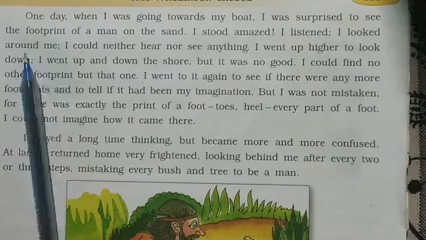 One day, when I was going towards my boat, I was surprised to see
the footprint of a man on the sand. I stood amazed! I listened; I looked
around me; I could neither hear nor see anything. I went up higher to look
down; I went up and down the shore, but it was no good. I could find no
other footprint but that one. I went to it again to see if there were any more
and to tell if it had been my imagination. But I was not mistaken,
for was exactly the print of a foot – toes, heel – every part of a foot.
I could not imagine how it came there.
a long time thinking, but became more and more confused.
At last returned home very frightened, looking behind me after every two
or three steps, mistaking every bush and tree to be a man.